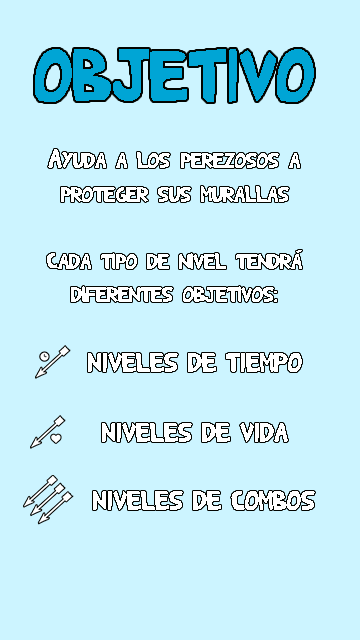 OBJETIVO
AYUDA A LOS PEREZOSOS A
PROTEGER SUS MURALLAS
CADA TIPO DE NIVEL TENDRÁ
DIFERENTES OBJETIVOS:
NIVELES DE TIEMPO
NIVELES DE VIDA
NIVELES DE COMBOS